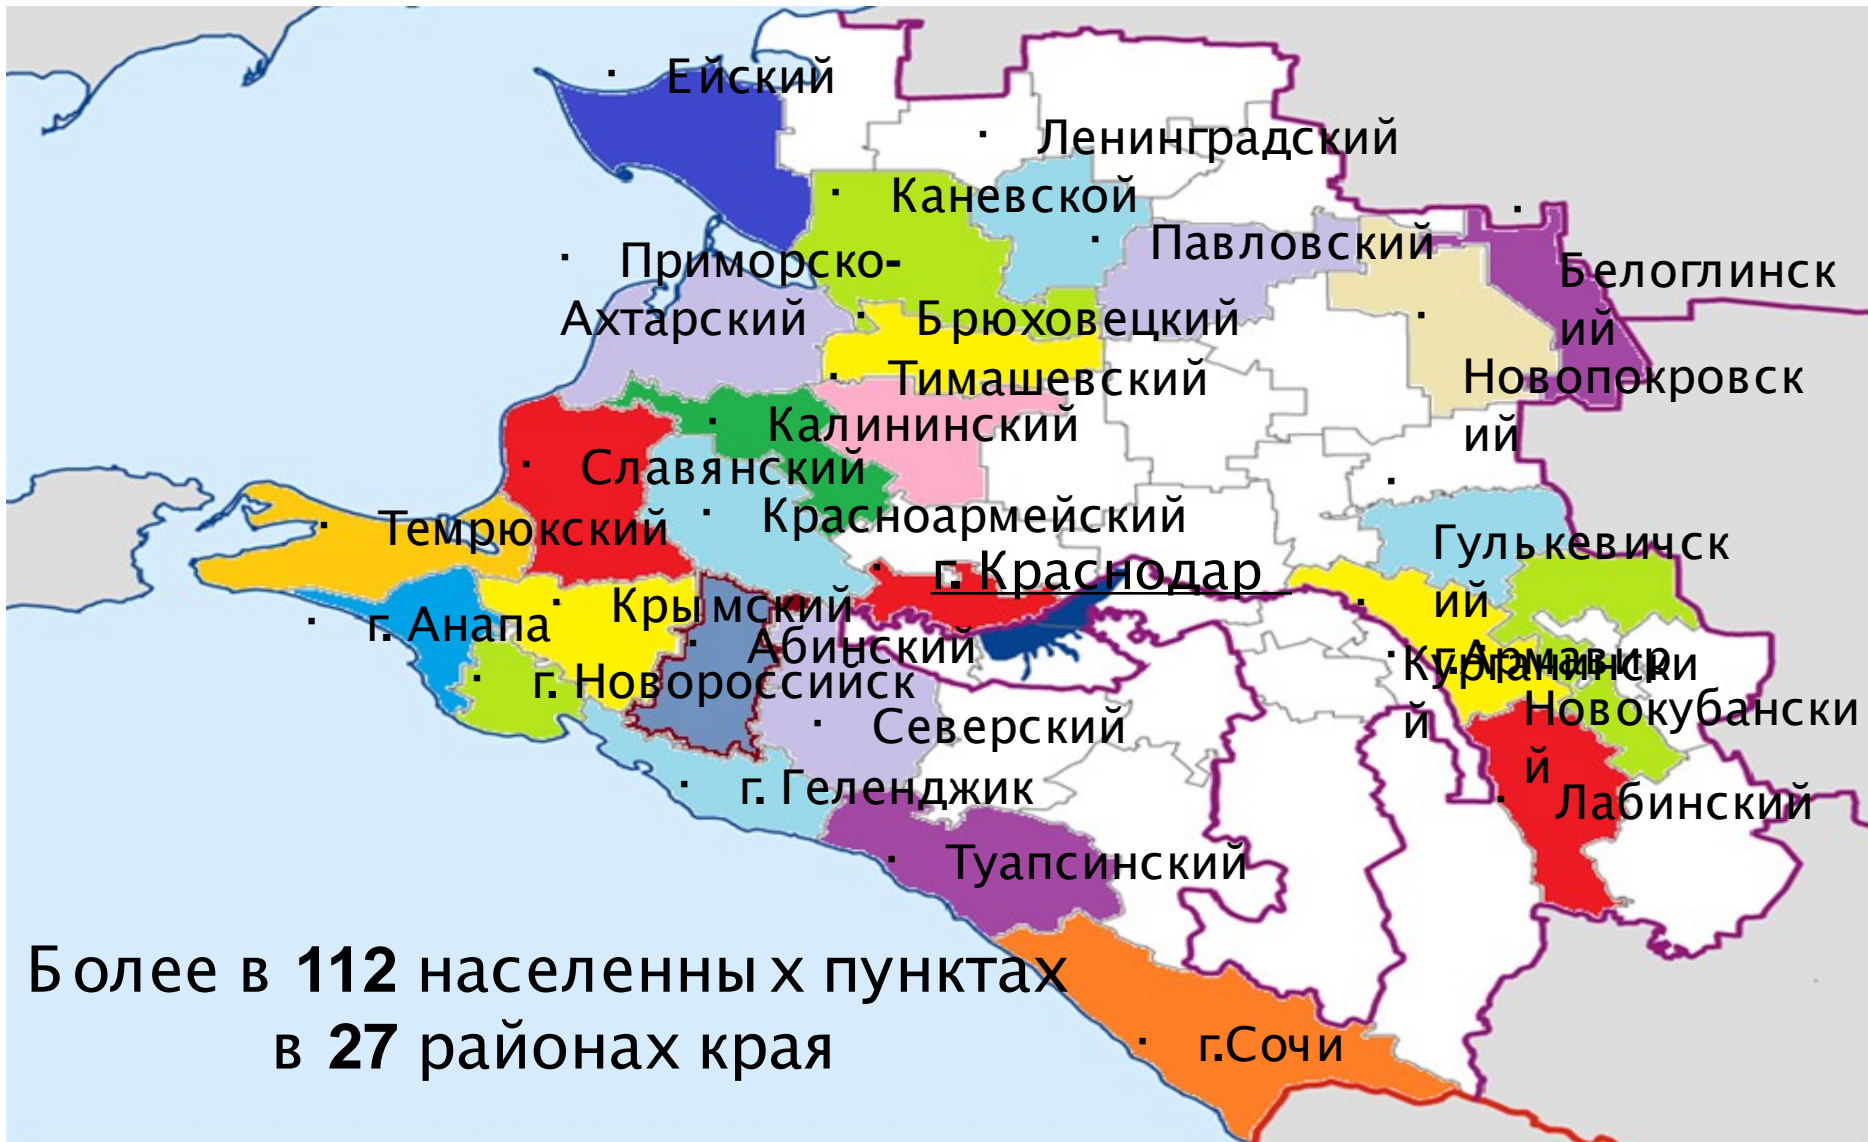 Ейский
Ленинградский
Каневской
Павловский
Приморско-
Ахтарский
Белоглинск
ий
Брюховецкий
Тимашевский
Новопокровск
ий
Калининский
Славянский
Красноармейский
Темрюкский
Гулькевичск
ий
г. Краснодар
Крымский
г. Анапа
Абинский
г.Армавир
Курганински
й
г. Новороссийск
Новокубански
й
Северский
г. Геленджик
Лабинский
Туапсинский
Более в 112 населенных пунктах
в 27 районах края
г.Сочи